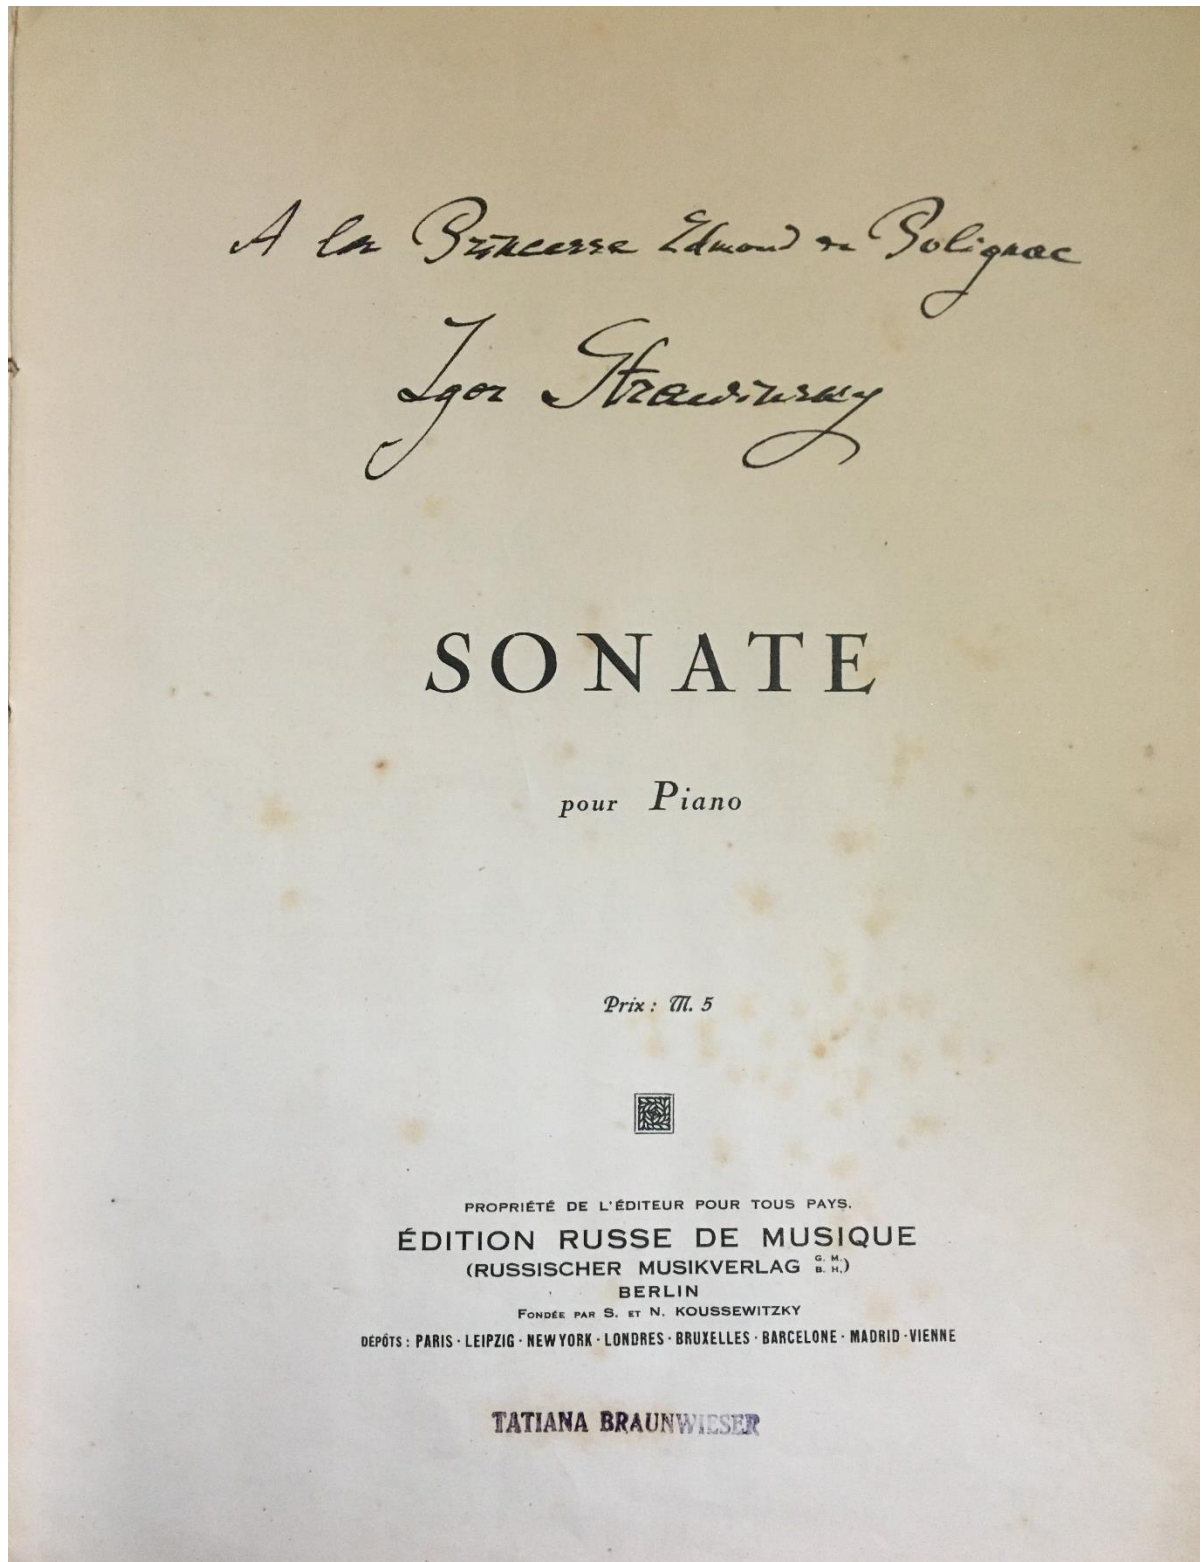 A la Princesse Edmond de Polignac
Igor Strawinsky
SONATE
pour Piano
Prix : M. 5
PROPRIÉTÉ DE L'ÉDITEUR POUR TOUS PAYS.
ÉDITION RUSSE DE MUSIQUE
(RUSSISCHER MUSIKVERLAG G. M. B. H.)
BERLIN
FONDÉE PAR S. ET N. KOUSSEWITZKY
DÉPÔTS : PARIS · LEIPZIG · NEW YORK · LONDRES · BRUXELLES · BARCELONE · MADRID · VIENNE
TATIANA BRAUNWIESER